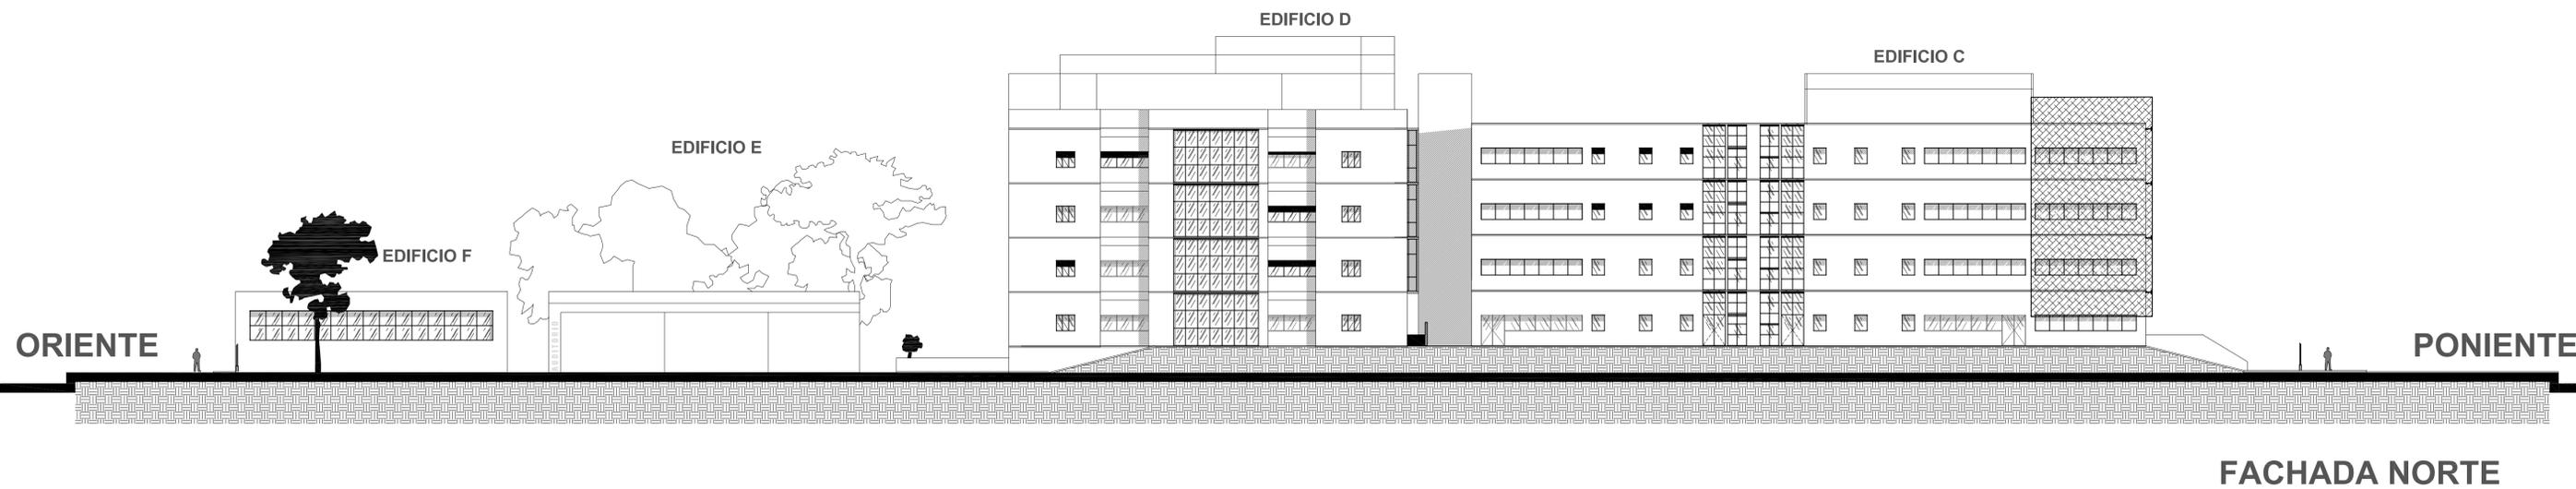 EDIFICIO D
EDIFICIO C
EDIFICIO E
EDIFICIO F
ORIENTE
PONIENTE
FACHADA NORTE